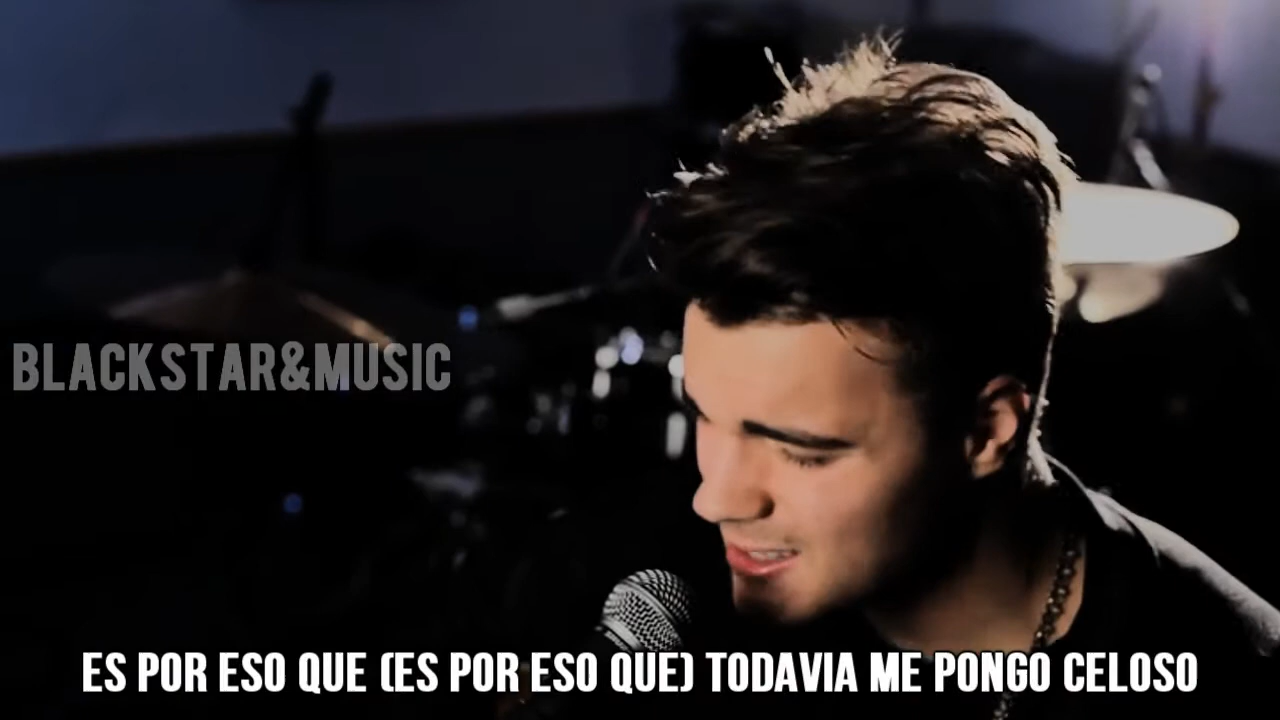 BLACKSTAR&MUSIC
ES POR ESO QUE (ES POR ESO QUE) TODAVIA ME PONGO CELOSO